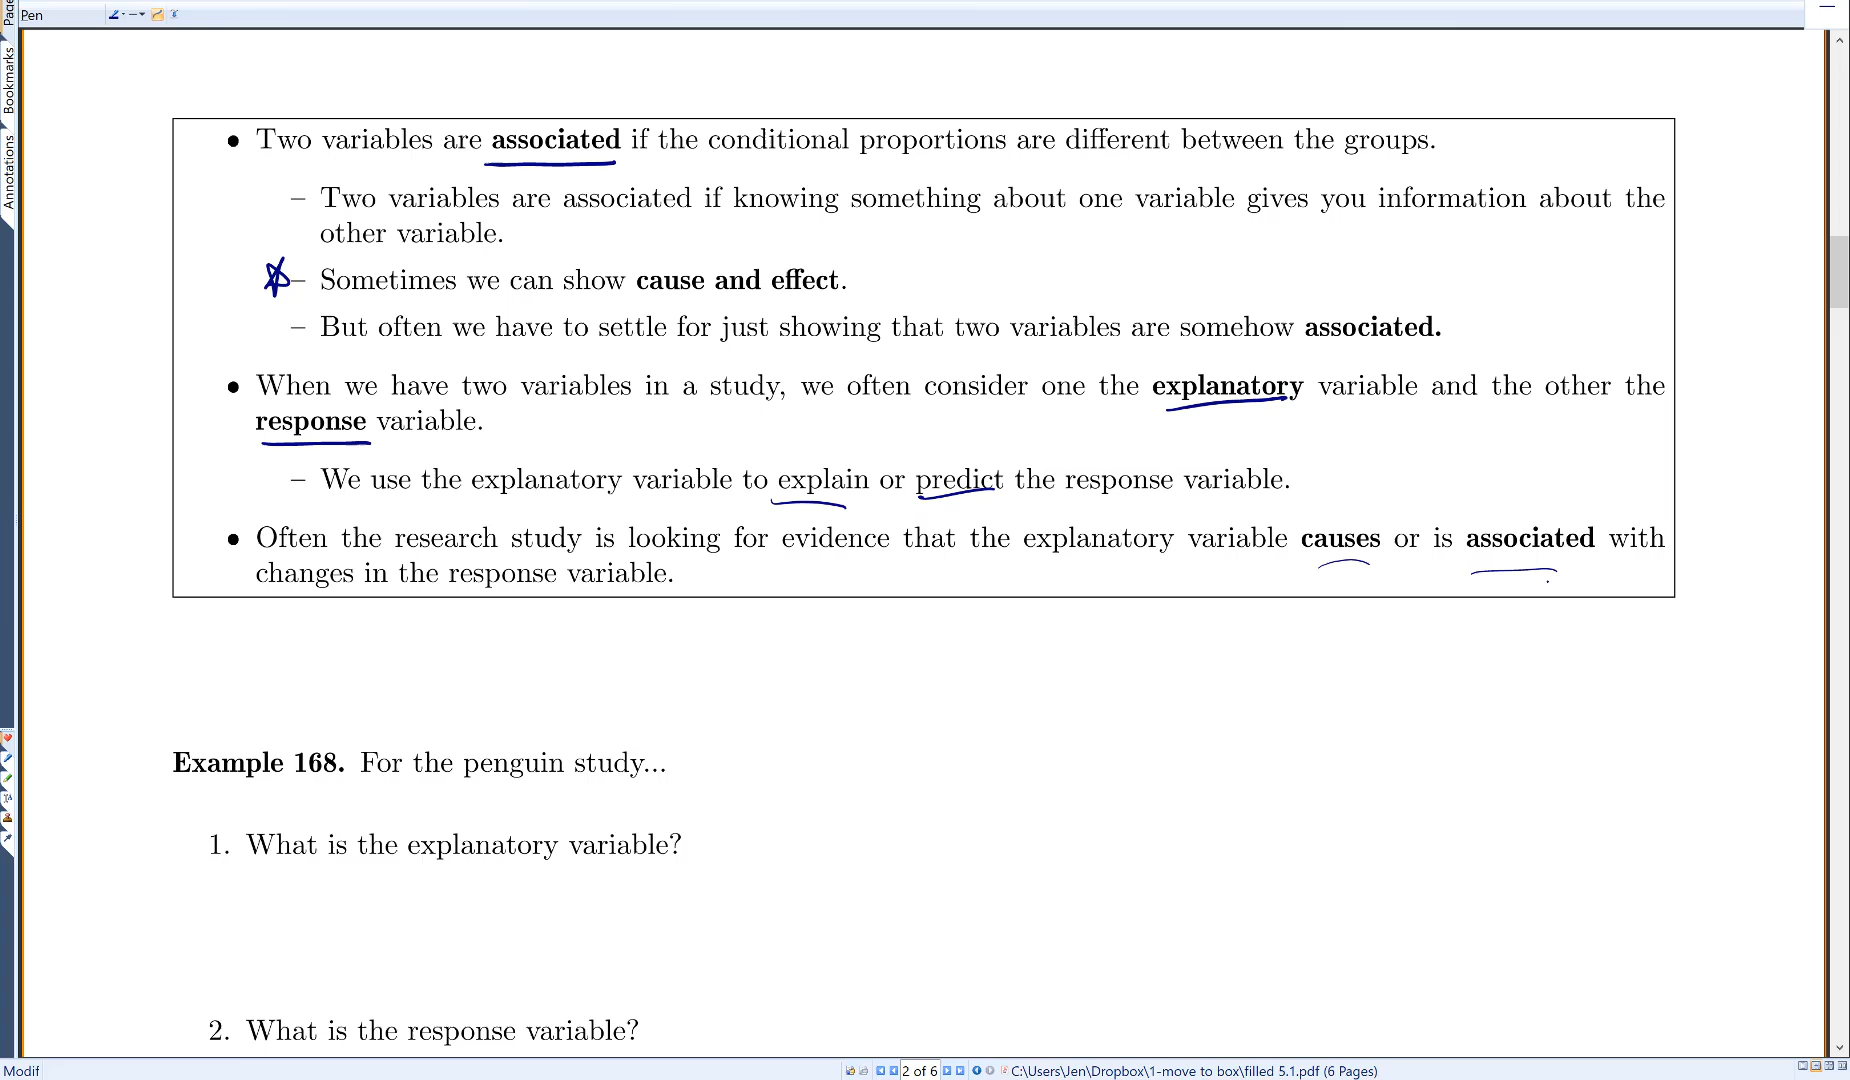 Pen
Page
Bookmarks
Annotations
• Two variables are associated if the conditional proportions are different between the groups.
– Two variables are associated if knowing something about one variable gives you information about the
other variable.
– Sometimes we can show cause and effect.
– But often we have to settle for just showing that two variables are somehow associated.
• When we have two variables in a study, we often consider one the explanatory variable and the other the
response variable.
– We use the explanatory variable to explain or predict the response variable.
• Often the research study is looking for evidence that the explanatory variable causes or is associated with
changes in the response variable.
Example 168. For the penguin study...
1. What is the explanatory variable?
2. What is the response variable?
Modif
2 of 6
C:\Users\Jen\Dropbox\1-move to box\filled 5.1.pdf (6 Pages)